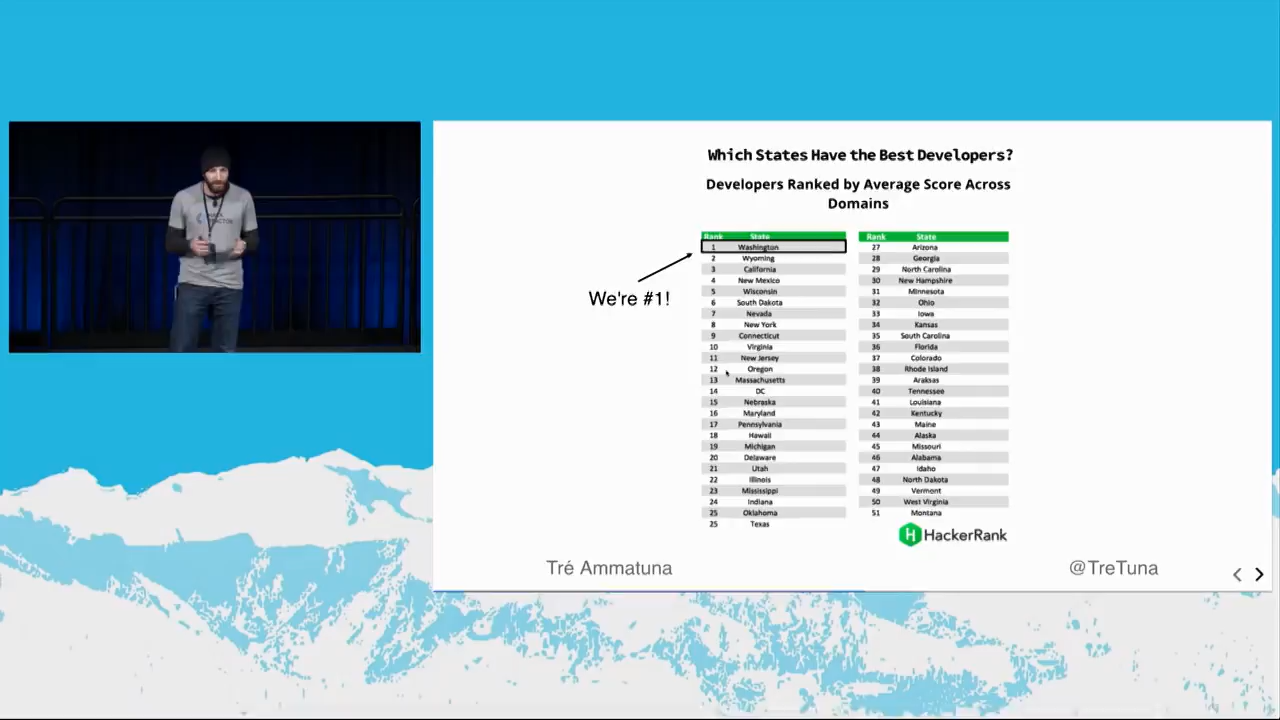 Which States Have the Best Developers?
Developers Ranked by Average Score Across
Domains
Rank State
1 Washington
2 Wyoming
3 California
4 New Mexico
5 Wisconsin
6 South Dakota
7 Nevada
8 New York
9 Connecticut
10 Virginia
11 New Jersey
12 Oregon
13 Massachusetts
14 DC
15 Nebraska
16 Maryland
17 Pennsylvania
18 Hawaii
19 Michigan
20 Delaware
21 Utah
22 Illinois
23 Mississippi
24 Indiana
25 Oklahoma
25 Texas
Rank State
27 Arizona
28 Georgia
29 North Carolina
30 New Hampshire
31 Minnesota
32 Ohio
33 Iowa
34 Kansas
35 South Carolina
36 Florida
37 Colorado
38 Rhode Island
39 Araksas
40 Tennessee
41 Louisiana
42 Kentucky
43 Maine
44 Alaska
45 Missouri
46 Alabama
47 Idaho
48 North Dakota
49 Vermont
50 West Virginia
51 Montana
We're #1!
H HackerRank
Tré Ammatuna
@TreTuna